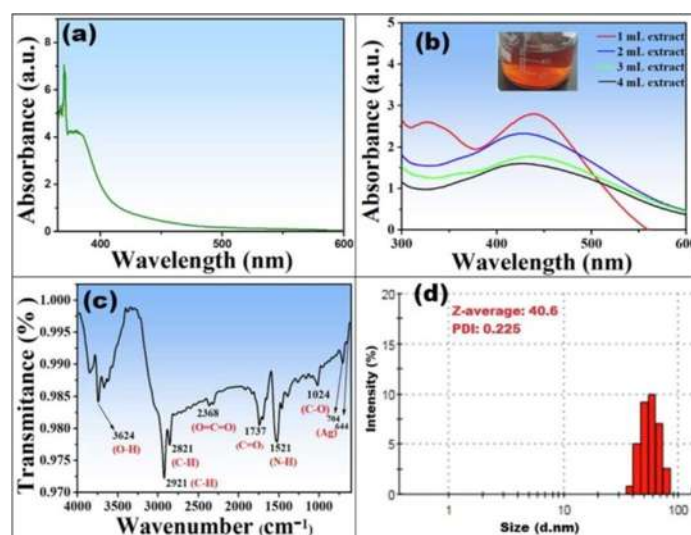 (a)
Absorbance (a.u.)
8
6
4
2
0
400
500
600
Wavelength (nm)
(b)
1 mL extract
2 mL extract
3 mL extract
4 mL extract
Absorbance (a.u.)
5
4
3
2
1
0
300
400
500
600
Wavelength (nm)
(c)
Transmitance (%)
1.000
0.995
0.990
0.985
0.980
0.975
0.970
3624
(O-H)
2821
(C-H)
2921 (C-H)
2368
(O=C=O)
1737
(C=O)
1521
(N-H)
1024
(C-O)
704
644
(Ag)
4000
3500
3000
2500
2000
1500
1000
Wavenumber (cm⁻¹)
(d)
Z-average: 40.6
PDI: 0.225
Intensity (%)
20
15
10
5
0
1
10
100
Size (d.nm)